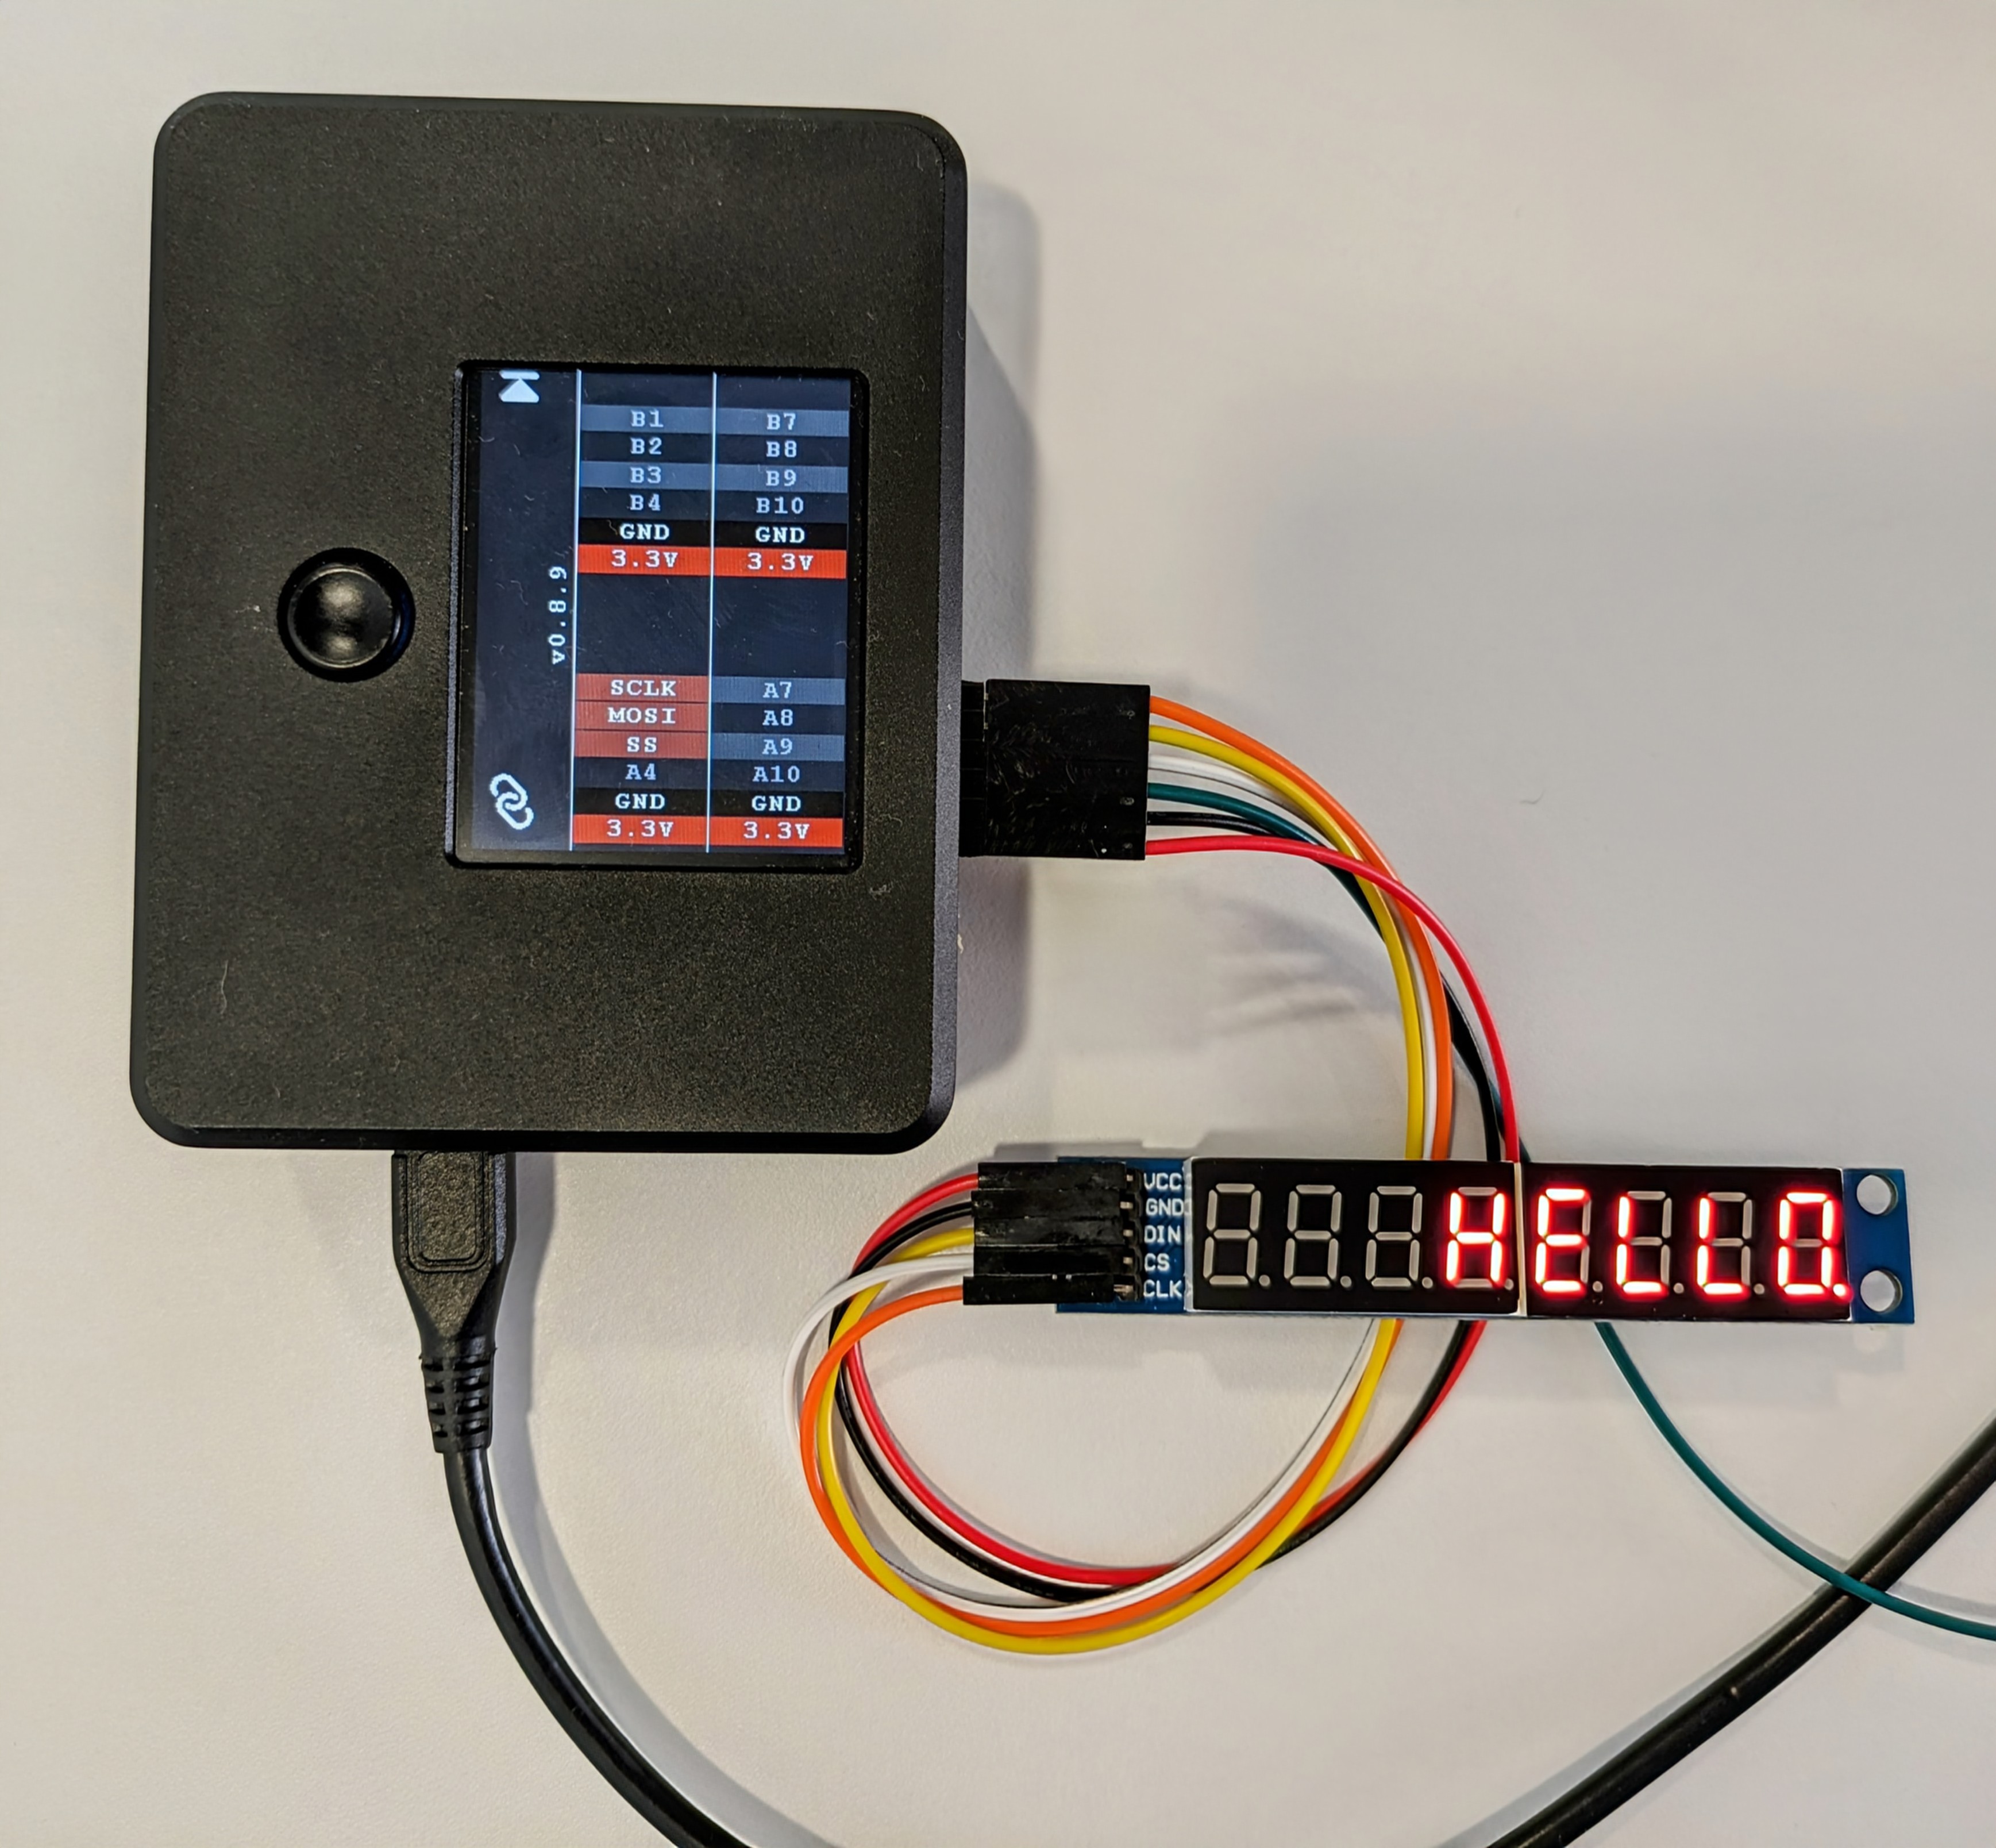 B1 B7
B2 B8
B3 B9
B4 B10
GND GND
3.3V 3.3V
v0.8.9
SCLK A7
MOSI A8
SS A9
A4 A10
GND GND
3.3V 3.3V
VCC
GND
DIN
CS
CLK
HELLO.